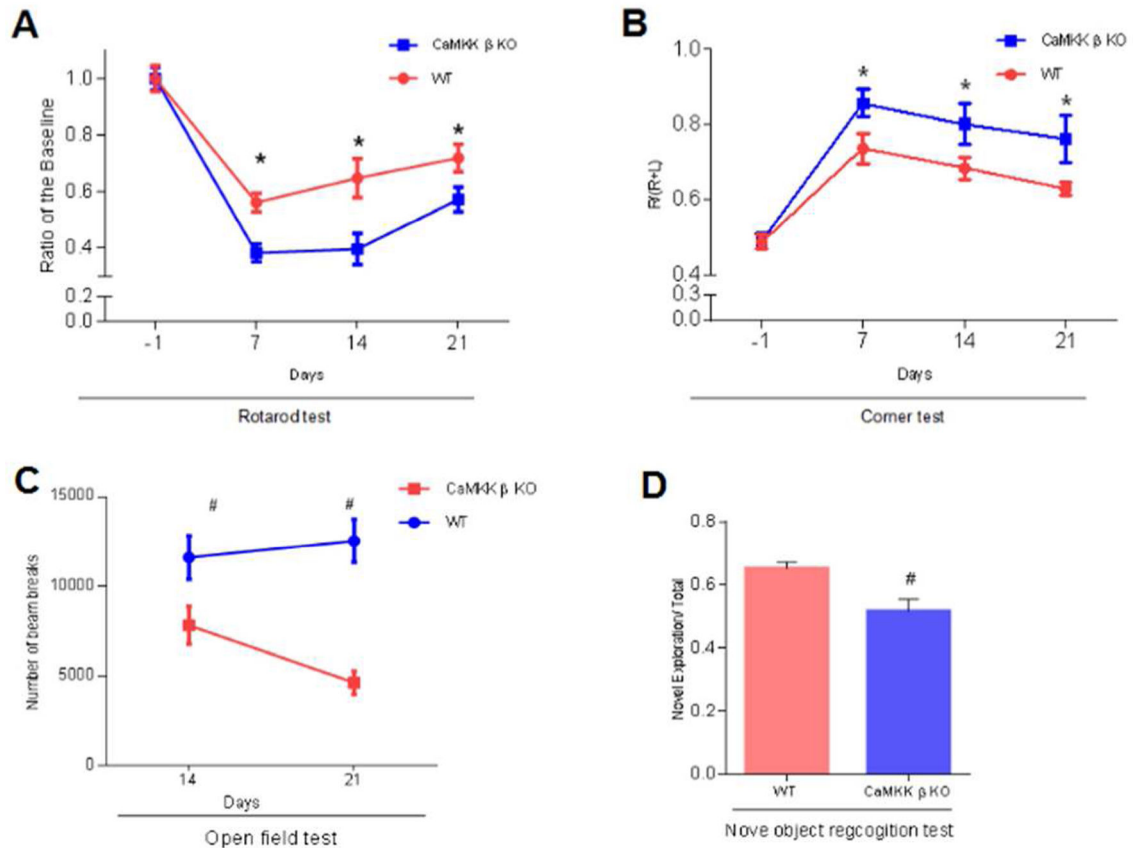 A
CaMKK β KO
WT
Ratio of the Baseline
1.0
0.8
0.6
0.4
0.2
0.0
* * *
-1 7 14 21
Days
Rotarod test
B
CaMKK β KO
WT
R/(R+L)
1.0
0.8
0.6
0.4
0.3
0.0
* * *
-1 7 14 21
Days
Corner test
C
CaMKK β KO
WT
Number of beam breaks
15000
10000
5000
0
# #
14 21
Days
Open field test
D
Novel Exploration/ Total
0.8
0.6
0.4
0.2
0.0
#
WT CaMKK β KO
Nove object regcogition test